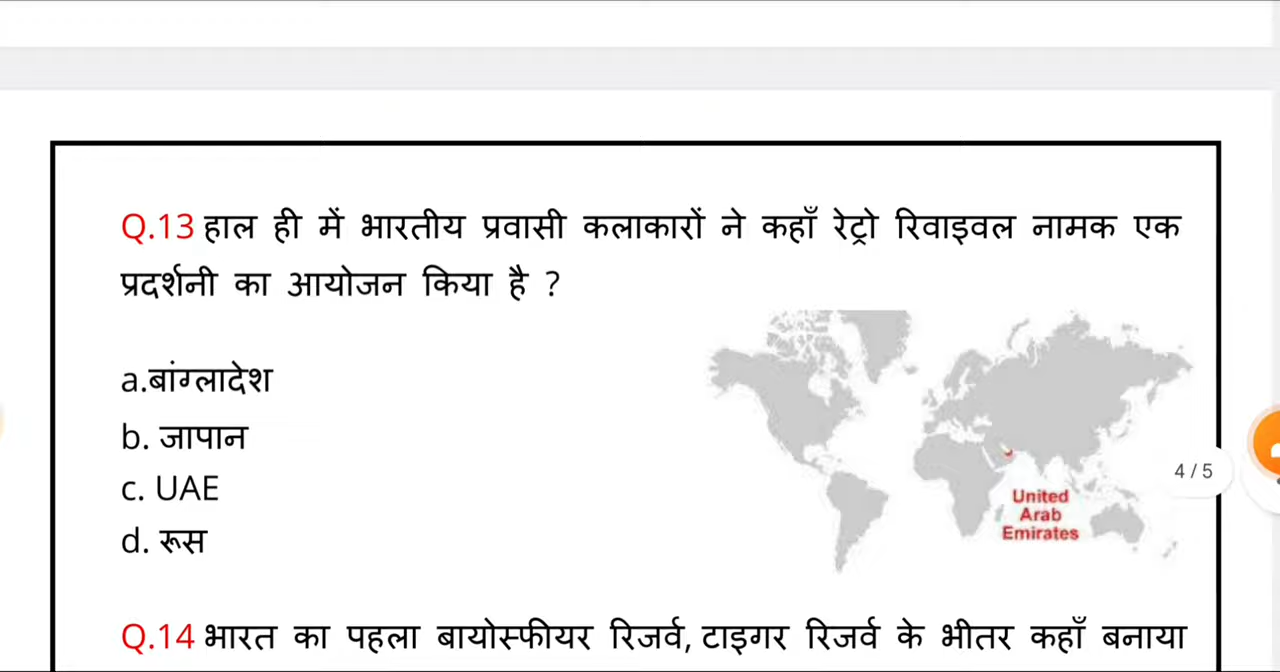 Q.13 हाल ही में भारतीय प्रवासी कलाकारों ने कहाँ रेट्रो रिवाइवल नामक एक
प्रदर्शनी का आयोजन किया है ?
a.बांग्लादेश
b. जापान
c. UAE
d. रूस
United
Arab
Emirates
4 / 5
Q.14 भारत का पहला बायोस्फीयर रिजर्व, टाइगर रिजर्व के भीतर कहाँ बनाया